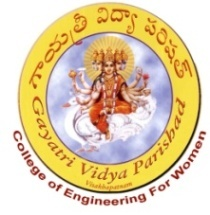 గాయత్రీ విద్యా పరిషత్
Gayatri Vidya Parishad
Visakhapatnam
College of Engineering For Women